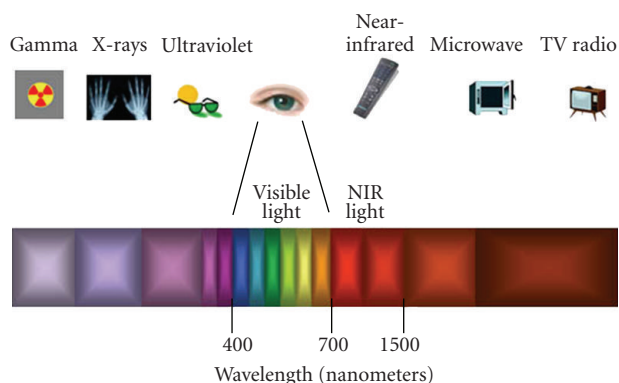 Gamma X-rays Ultraviolet Near-infrared Microwave TV radio
Visible light NIR light
400 700 1500
Wavelength (nanometers)